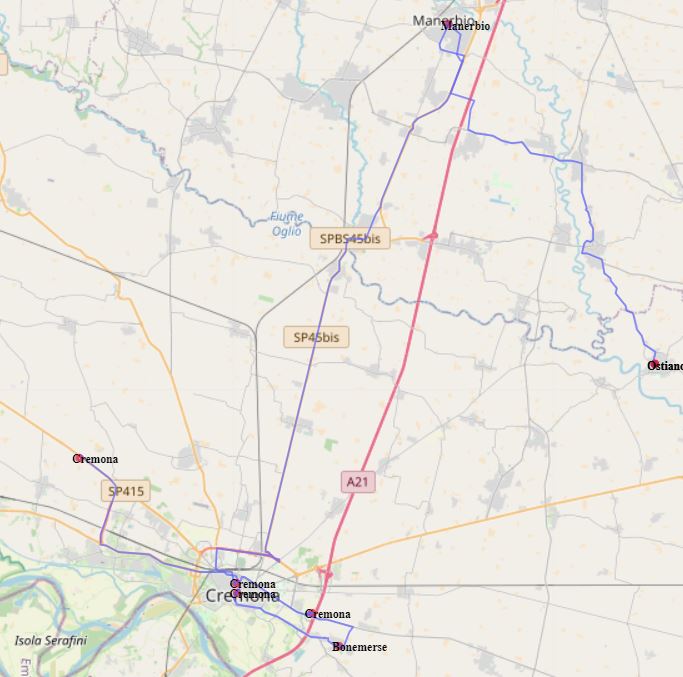 Manerbio
Manerbio
Fiume
Oglio
SPBS45bis
SP45bis
Ostiano
Cremona
A21
SP415
Cremona
Cremona
Cremona
Cremona
Isola Serafini
Bonemerse